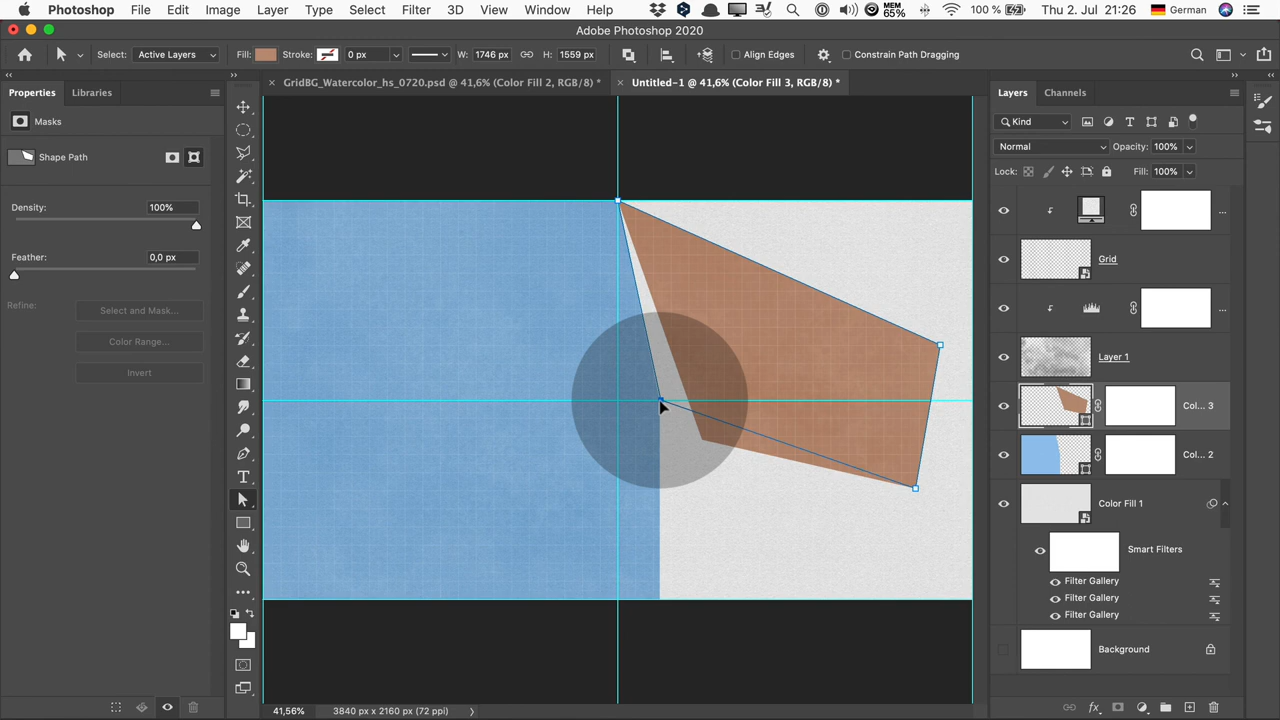 Photoshop File Edit Image Layer Type Select Filter 3D View Window Help MEM 65% 100 % Thu 2. Jul 21:26 German
Adobe Photoshop 2020
Select: Active Layers Fill: Stroke: 0 px W: 1746 px H: 1559 px Align Edges Constrain Path Dragging
Properties Libraries
× GridBG_Watercolor_hs_0720.psd @ 41,6% (Color Fill 2, RGB/8) * × Untitled-1 @ 41,6% (Color Fill 3, RGB/8) *
Layers Channels
Masks
Shape Path
Density: 100%
Feather: 0,0 px
Refine: Select and Mask...
Color Range...
Invert
Kind
Normal Opacity: 100%
Lock: Fill: 100%
...
Grid
...
Layer 1
Col... 3
Col... 2
Color Fill 1
Smart Filters
Filter Gallery
Filter Gallery
Filter Gallery
Background
41,56% 3840 px x 2160 px (72 ppi)
fx